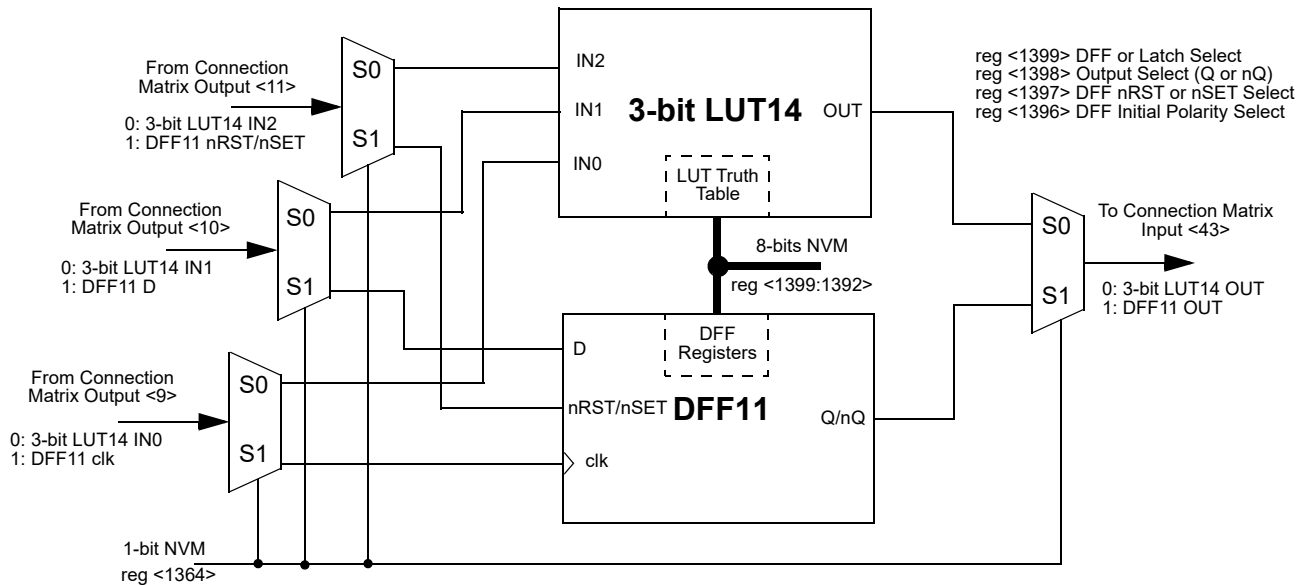 From Connection
Matrix Output <11>
0: 3-bit LUT14 IN2
1: DFF11 nRST/nSET
S0
S1
From Connection
Matrix Output <10>
0: 3-bit LUT14 IN1
1: DFF11 D
S0
S1
From Connection
Matrix Output <9>
0: 3-bit LUT14 IN0
1: DFF11 clk
S0
S1
1-bit NVM
reg <1364>
IN2
IN1
IN0
3-bit LUT14
OUT
LUT Truth
Table
8-bits NVM
reg <1399:1392>
DFF
Registers
D
nRST/nSET
clk
DFF11
Q/nQ
reg <1399> DFF or Latch Select
reg <1398> Output Select (Q or nQ)
reg <1397> DFF nRST or nSET Select
reg <1396> DFF Initial Polarity Select
S0
S1
To Connection Matrix
Input <43>
0: 3-bit LUT14 OUT
1: DFF11 OUT